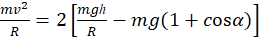 mv²/R = 2[mgh/R − mg(1 + cosα)]